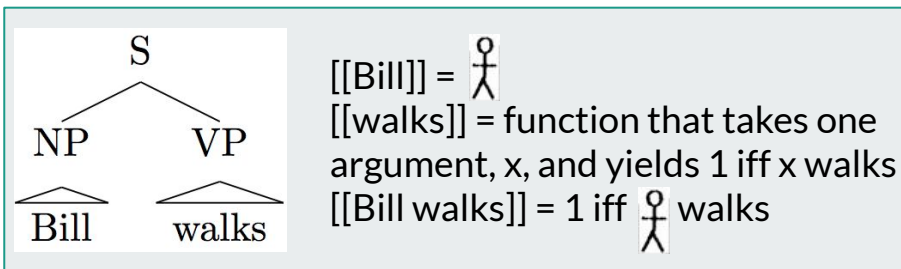 S
NP VP
Bill walks
[[Bill]] =
[[walks]] = function that takes one
argument, x, and yields 1 iff x walks
[[Bill walks]] = 1 iff walks